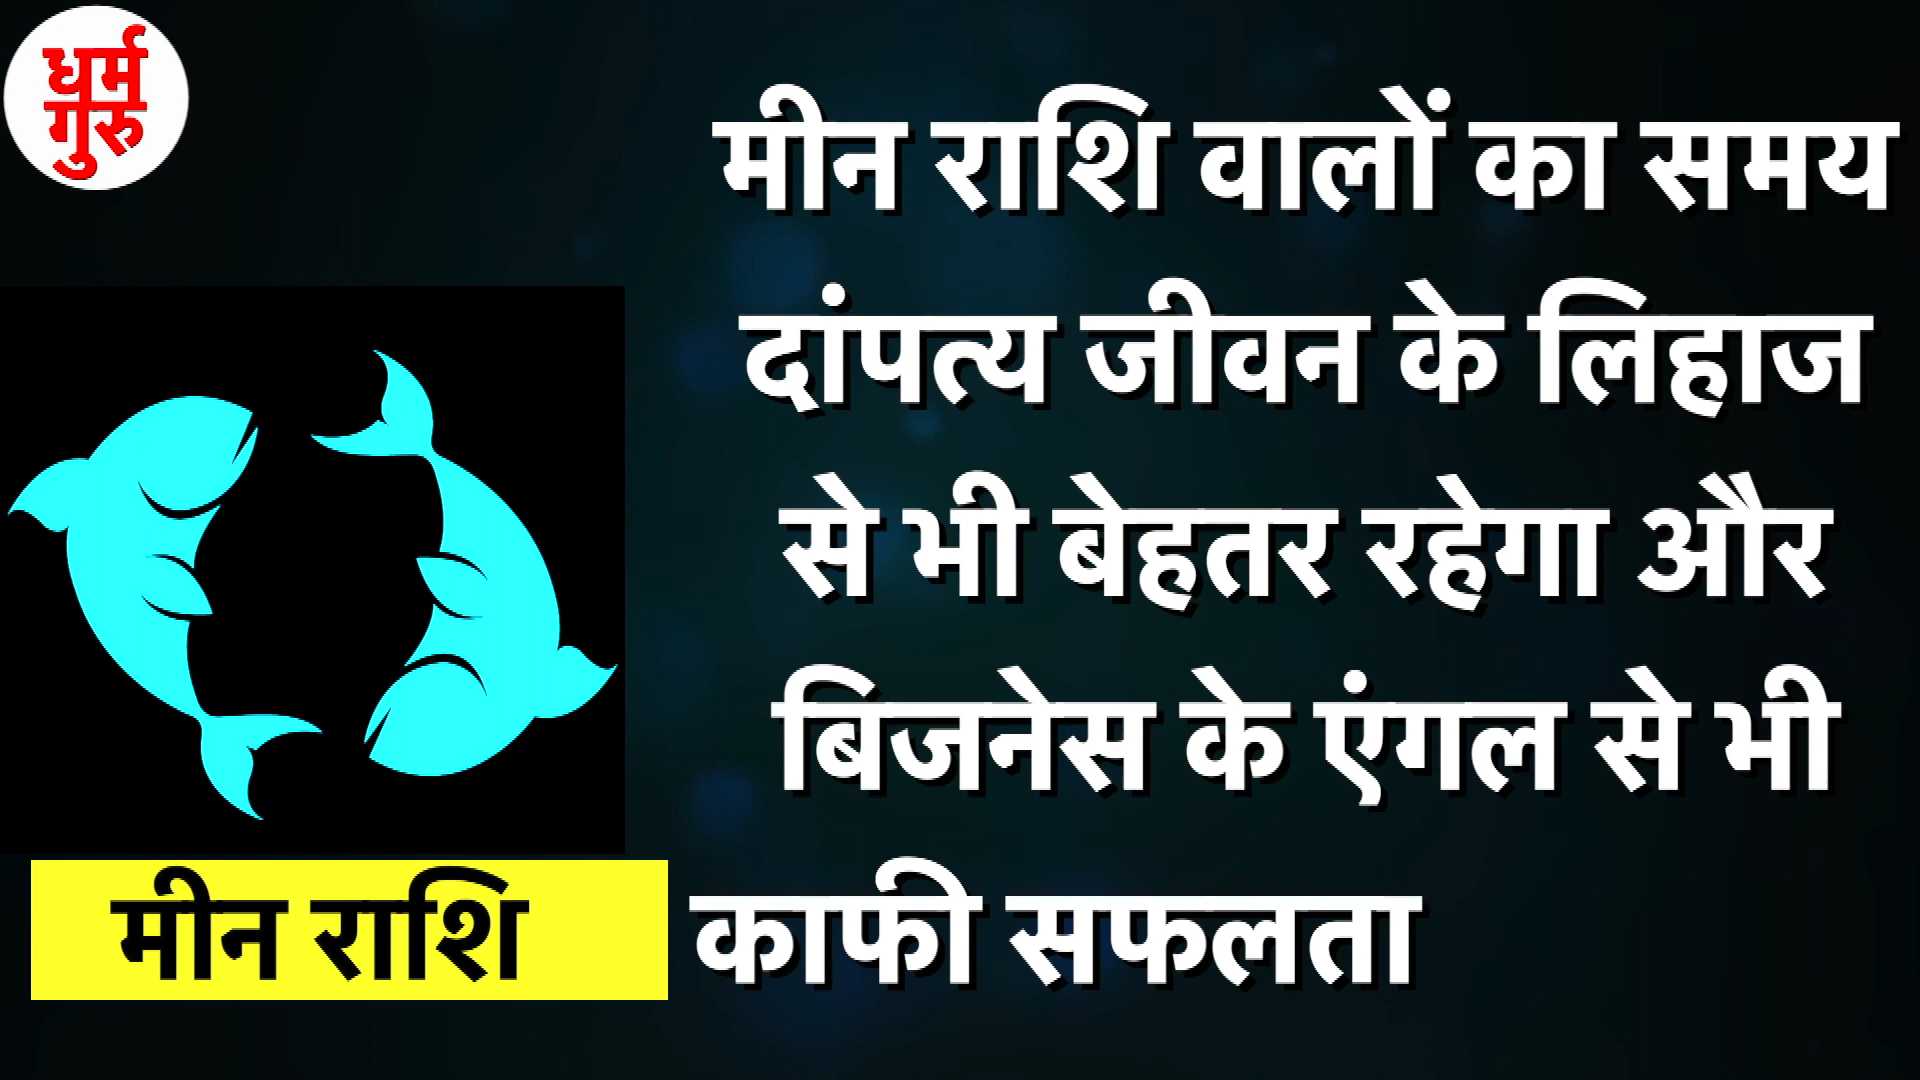 धर्म
गुरु
मीन राशि वालों का समय
दांपत्य जीवन के लिहाज
से भी बेहतर रहेगा और
बिजनेस के एंगल से भी
काफी सफलता
मीन राशि